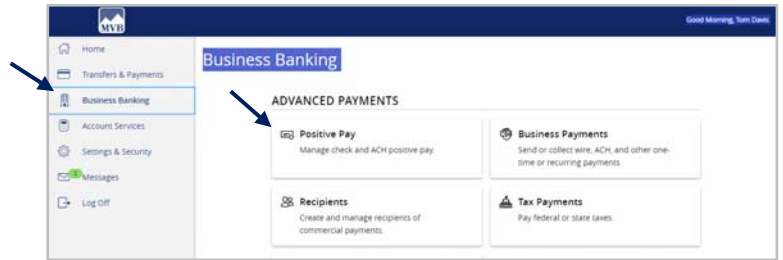 MVB
Good Morning, Tom Davis
Home
Transfers & Payments
Business Banking
Account Services
Settings & Security
Messages
Log Off
Business Banking
ADVANCED PAYMENTS
Positive Pay
Manage check and ACH positive pay.
Business Payments
Send or collect wire, ACH, and other one-
time or recurring payments.
Recipients
Create and manage recipients of
commercial payments.
Tax Payments
Pay federal or state taxes.